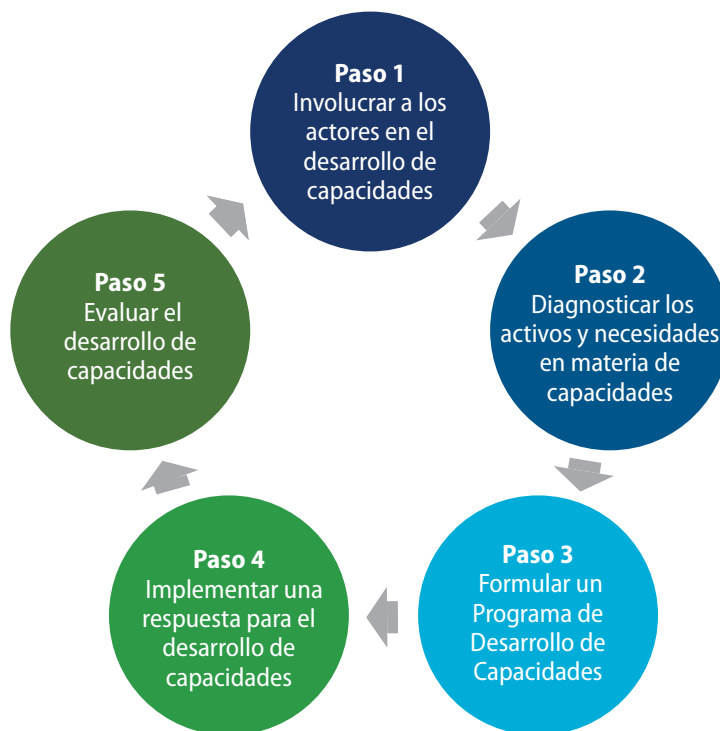 Paso 1
Involucrar a los
actores en el
desarrollo de
capacidades
Paso 2
Diagnosticar los
activos y necesidades
en materia de
capacidades
Paso 3
Formular un
Programa de
Desarrollo de
Capacidades
Paso 4
Implementar una
respuesta para el
desarrollo de
capacidades
Paso 5
Evaluar el
desarrollo de
capacidades